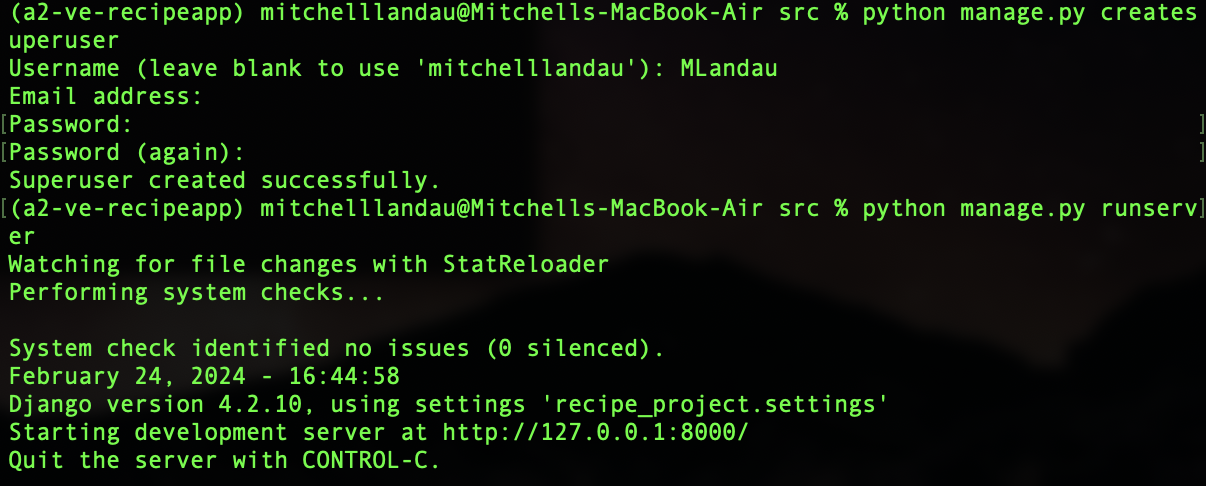 (a2-ve-recipeapp) mitchelllandau@Mitchells-MacBook-Air src % python manage.py creates
uperuser
Username (leave blank to use 'mitchelllandau'): MLandau
Email address:
[Password: ]
[Password (again): ]
Superuser created successfully.
[(a2-ve-recipeapp) mitchelllandau@Mitchells-MacBook-Air src % python manage.py runserv]
er
Watching for file changes with StatReloader
Performing system checks...
System check identified no issues (0 silenced).
February 24, 2024 - 16:44:58
Django version 4.2.10, using settings 'recipe_project.settings'
Starting development server at http://127.0.0.1:8000/
Quit the server with CONTROL-C.